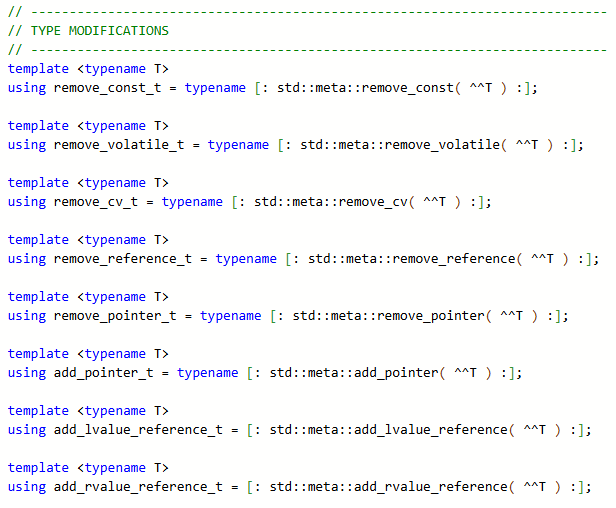 // --------------------------------------------------------------------------
// TYPE MODIFICATIONS
// --------------------------------------------------------------------------
template <typename T>
using remove_const_t = typename [: std::meta::remove_const( ^^T ) :];
template <typename T>
using remove_volatile_t = typename [: std::meta::remove_volatile( ^^T ) :];
template <typename T>
using remove_cv_t = typename [: std::meta::remove_cv( ^^T ) :];
template <typename T>
using remove_reference_t = typename [: std::meta::remove_reference( ^^T ) :];
template <typename T>
using remove_pointer_t = typename [: std::meta::remove_pointer( ^^T ) :];
template <typename T>
using add_pointer_t = typename [: std::meta::add_pointer( ^^T ) :];
template <typename T>
using add_lvalue_reference_t = [: std::meta::add_lvalue_reference( ^^T ) :];
template <typename T>
using add_rvalue_reference_t = [: std::meta::add_rvalue_reference( ^^T ) :];